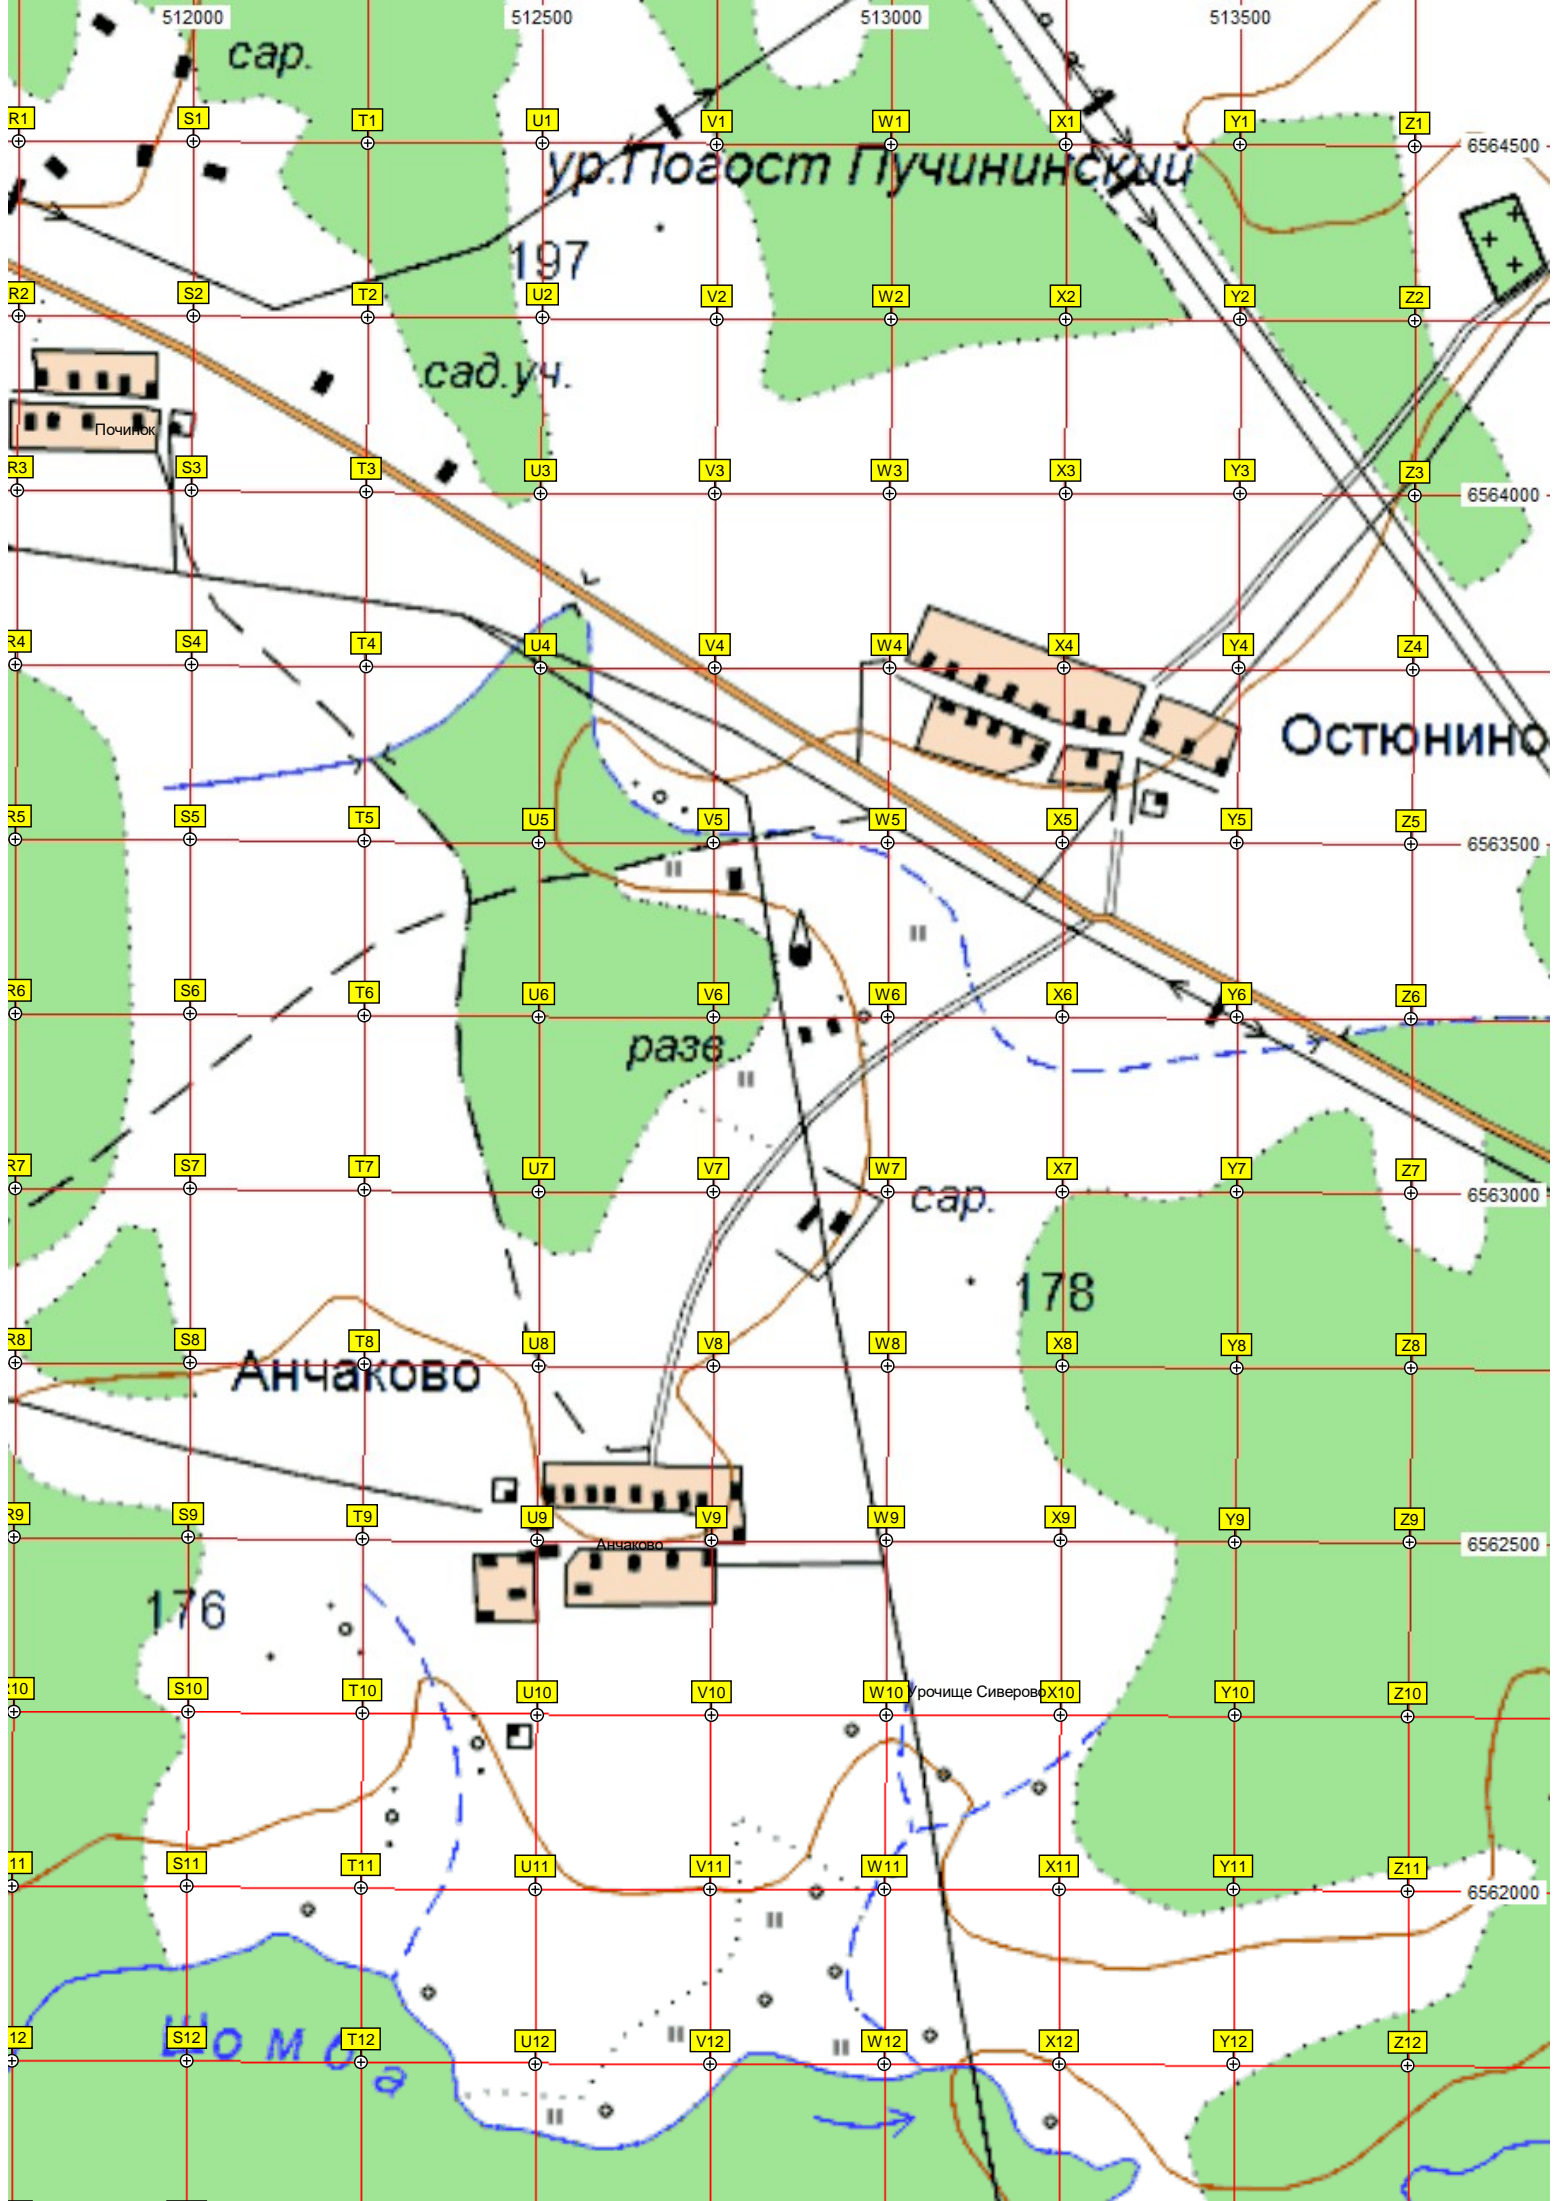 512000 512500 513000 513500
сар.
R1 S1 T1 U1 V1 W1 X1 Y1 Z1
6564500
ур.Погост Пучининский
197
R2 S2 T2 U2 V2 W2 X2 Y2 Z2
сад.уч.
Починок
R3 S3 T3 U3 V3 W3 X3 Y3 Z3
6564000
R4 S4 T4 U4 V4 W4 X4 Y4 Z4
Остюнино
R5 S5 T5 U5 V5 W5 X5 Y5 Z5
6563500
R6 S6 T6 U6 V6 W6 X6 Y6 Z6
разв.
R7 S7 T7 U7 V7 W7 X7 Y7 Z7
6563000
сар.
178
R8 S8 T8 U8 V8 W8 X8 Y8 Z8
Анчаково
R9 S9 T9 U9 V9 W9 X9 Y9 Z9
6562500
Анчаково
176
10 S10 T10 U10 V10 W10 Урочище Сиверово X10 Y10 Z10
11 S11 T11 U11 V11 W11 X11 Y11 Z11
6562000
12 S12 T12 U12 V12 W12 X12 Y12 Z12
Шомба